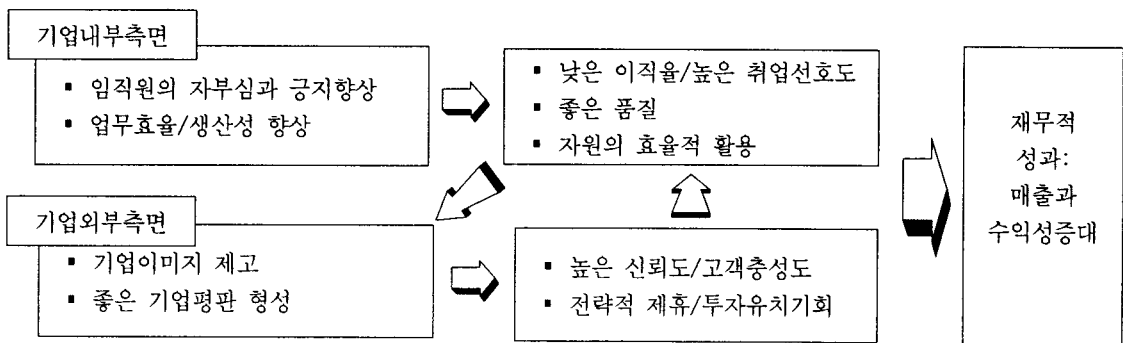 기업내부측면
▪ 임직원의 자부심과 긍지향상
▪ 업무효율/생산성 향상
▪ 낮은 이직율/높은 취업선호도
▪ 좋은 품질
▪ 자원의 효율적 활용
기업외부측면
▪ 기업이미지 제고
▪ 좋은 기업평판 형성
▪ 높은 신뢰도/고객충성도
▪ 전략적 제휴/투자유치기회
재무적
성과:
매출과
수익성증대